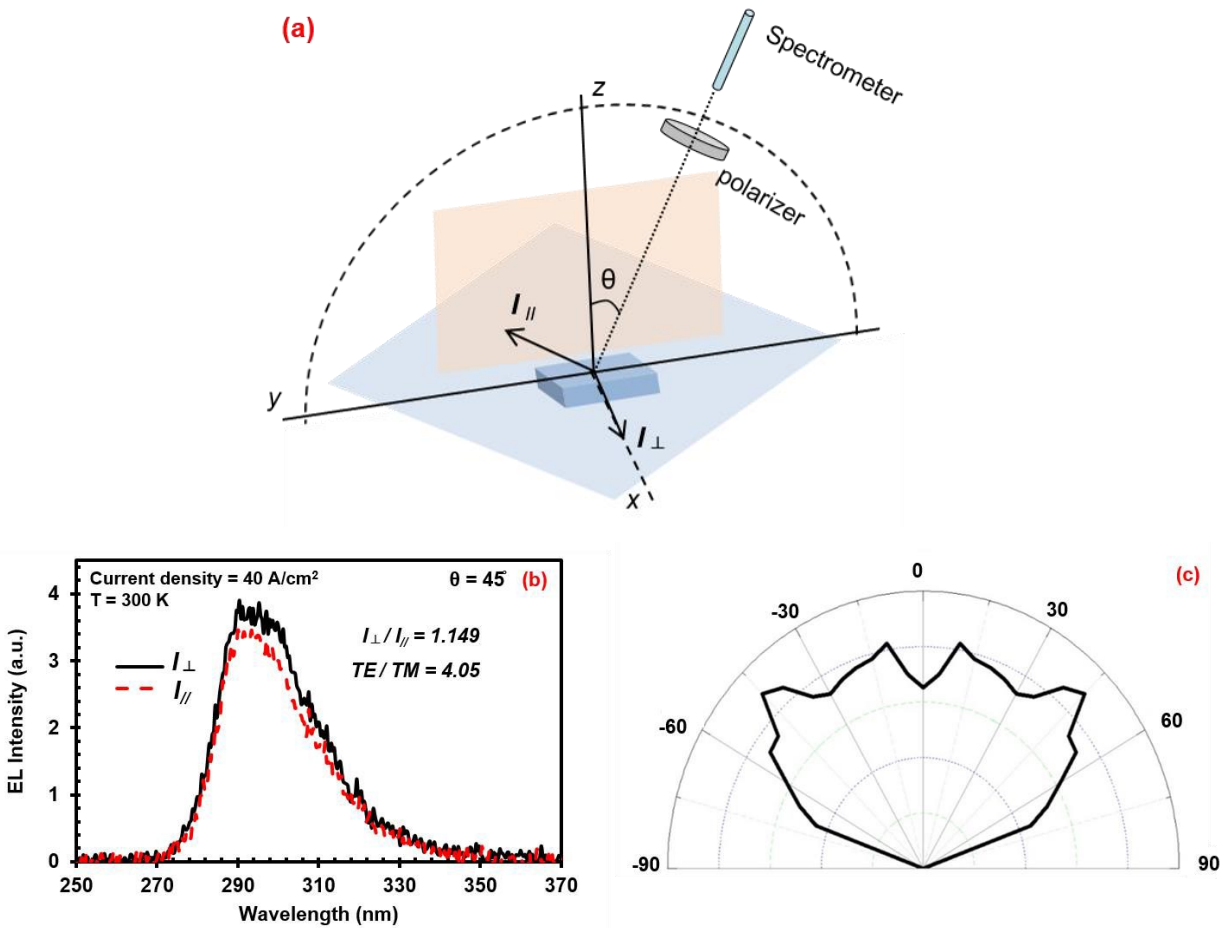 (a)
Spectrometer
z
polarizer
θ
I //
y
I ⊥
x
Current density = 40 A/cm²
θ = 45°
(b)
T = 300 K
I⊥ / I// = 1.149
TE / TM = 4.05
I⊥
I//
4
3
2
1
0
EL Intensity (a.u.)
250 270 290 310 330 350 370
Wavelength (nm)
(c)
0
-30
30
-60
60
-90
90